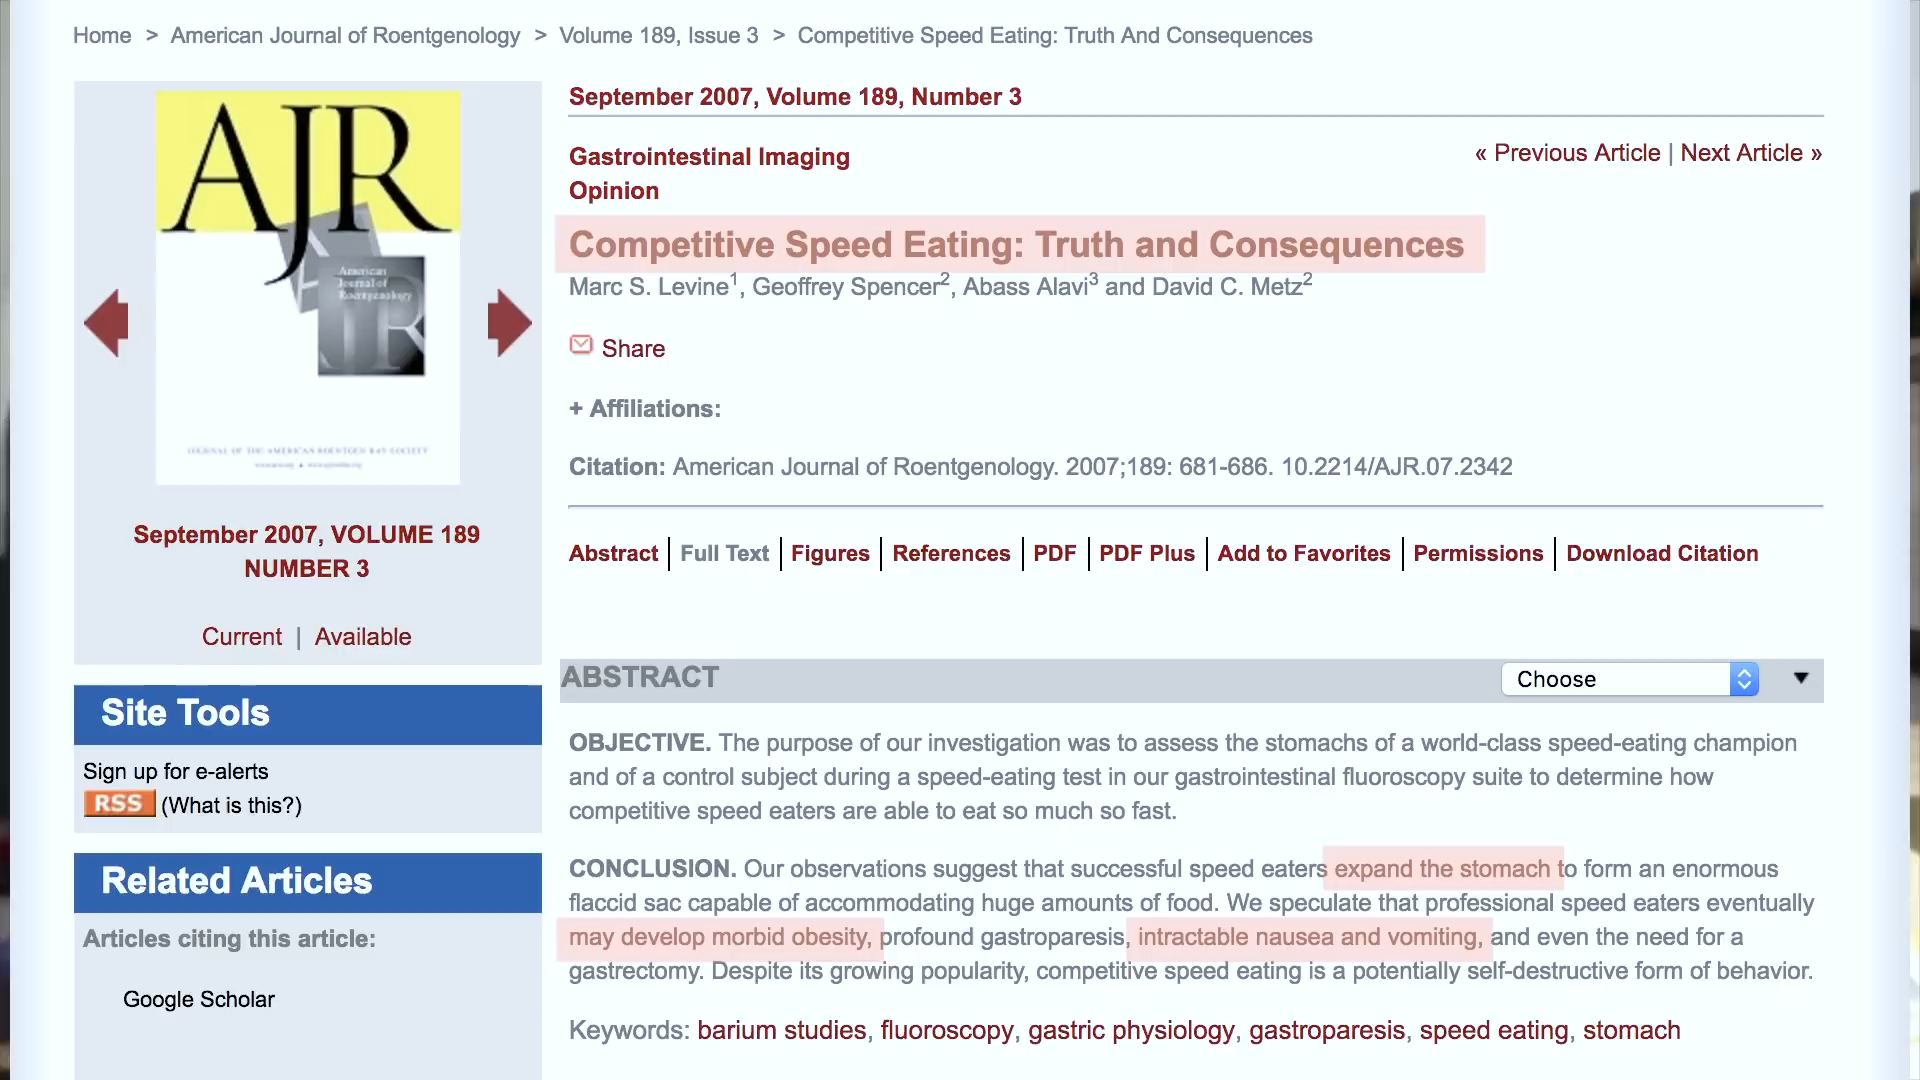 Home > American Journal of Roentgenology > Volume 189, Issue 3 > Competitive Speed Eating: Truth And Consequences
AJR
American
Journal of
Roentgenology
JOURNAL OF THE AMERICAN ROENTGEN RAY SOCIETY
September 2007, VOLUME 189
NUMBER 3
Current | Available
Site Tools
Sign up for e-alerts
RSS (What is this?)
Related Articles
Articles citing this article:
Google Scholar
September 2007, Volume 189, Number 3
Gastrointestinal Imaging
Opinion
« Previous Article | Next Article »
Competitive Speed Eating: Truth and Consequences
Marc S. Levine1, Geoffrey Spencer2, Abass Alavi3 and David C. Metz2
Share
+ Affiliations:
Citation: American Journal of Roentgenology. 2007;189: 681-686. 10.2214/AJR.07.2342
Abstract | Full Text | Figures | References | PDF | PDF Plus | Add to Favorites | Permissions | Download Citation
ABSTRACT
Choose
OBJECTIVE. The purpose of our investigation was to assess the stomachs of a world-class speed-eating champion
and of a control subject during a speed-eating test in our gastrointestinal fluoroscopy suite to determine how
competitive speed eaters are able to eat so much so fast.
CONCLUSION. Our observations suggest that successful speed eaters expand the stomach to form an enormous
flaccid sac capable of accommodating huge amounts of food. We speculate that professional speed eaters eventually
may develop morbid obesity, profound gastroparesis, intractable nausea and vomiting, and even the need for a
gastrectomy. Despite its growing popularity, competitive speed eating is a potentially self-destructive form of behavior.
Keywords: barium studies, fluoroscopy, gastric physiology, gastroparesis, speed eating, stomach